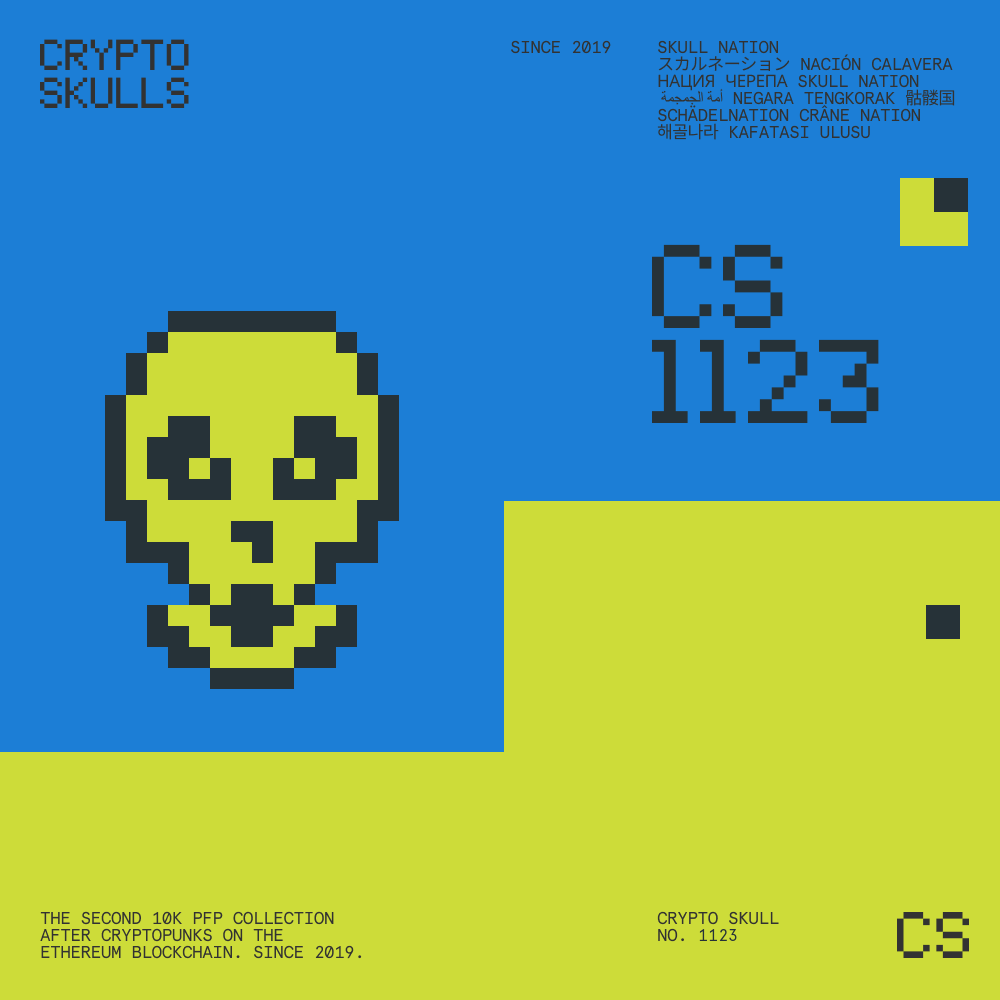 CRYPTO
SKULLS
SINCE 2019
SKULL NATION
スカルネーション NACIÓN CALAVERA
НАЦИЯ ЧЕРЕПА SKULL NATION
أمة الجمجمة NEGARA TENGKORAK 骷髅国
SCHÄDELNATION CRÂNE NATION
해골나라 KAFATASI ULUSU
CS
1123
THE SECOND 10K PFP COLLECTION
AFTER CRYPTOPUNKS ON THE
ETHEREUM BLOCKCHAIN. SINCE 2019.
CRYPTO SKULL
NO. 1123
CS